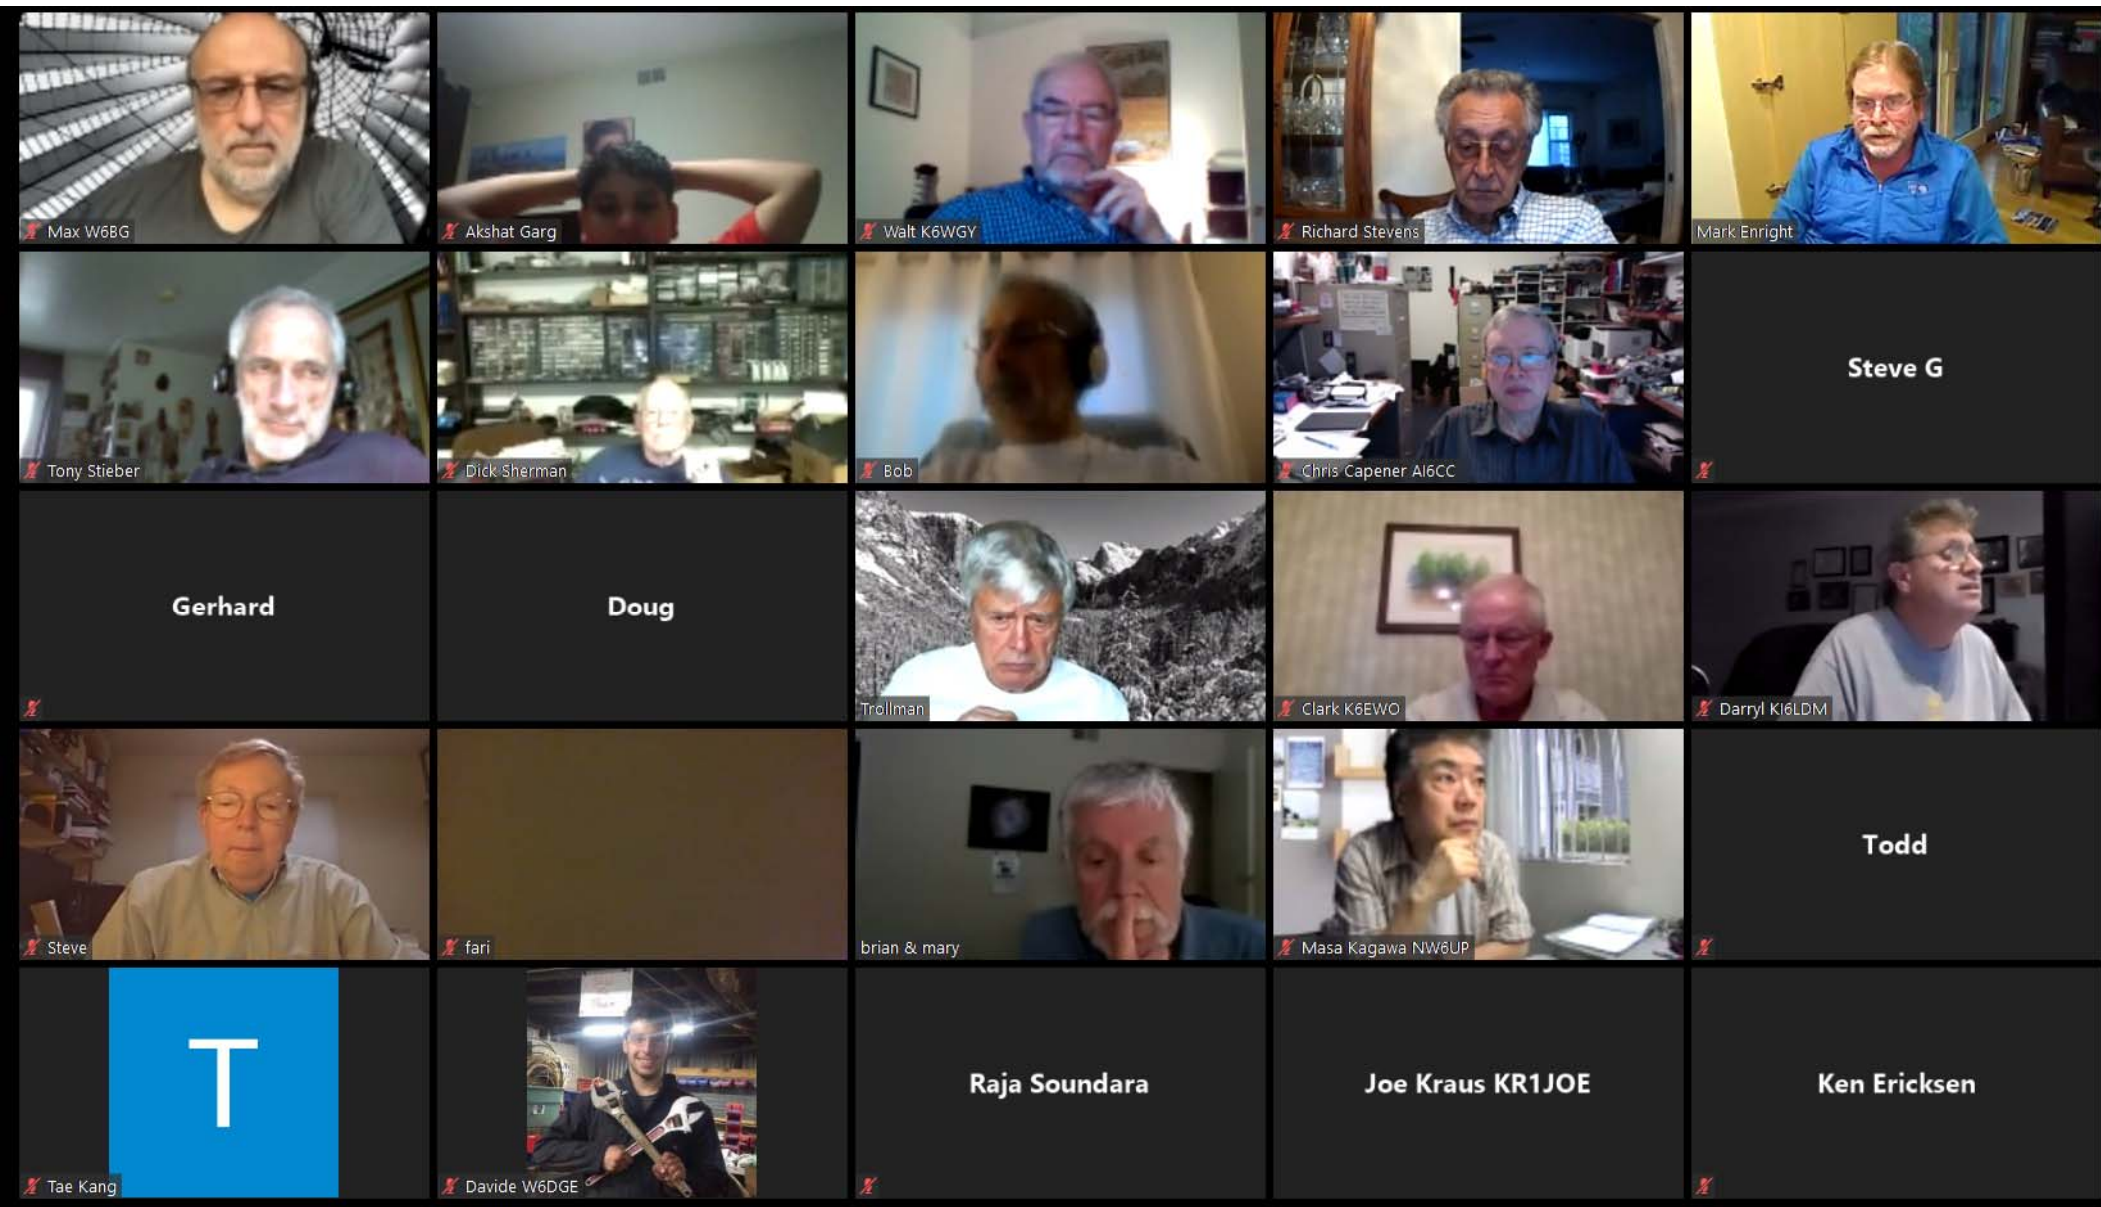 Max W6BG
Akshat Garg
Walt K6WGY
Richard Stevens
Mark Enright
Tony Stieber
Dick Sherman
Bob
Chris Capener AI6CC
Steve G
Gerhard
Doug
Trollman
Clark K6EWO
Darryl KI6LDM
Steve
fari
brian & mary
Masa Kagawa NW6UP
Todd
T
Tae Kang
Davide W6DGE
Raja Soundara
Joe Kraus KR1JOE
Ken Ericksen